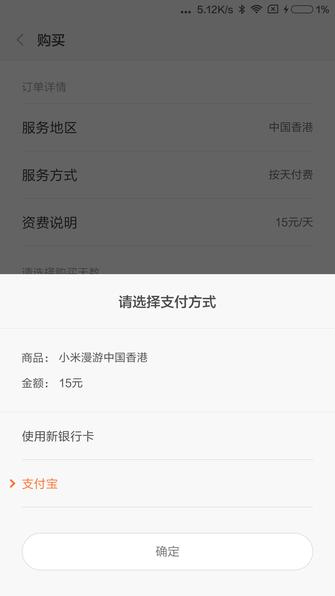 ... 5.12K/s 1%
购买
订单详情
服务地区 中国香港
服务方式 按天付费
资费说明 15元/天
请选择购买天数
请选择支付方式
商品： 小米漫游中国香港
金额： 15元
使用新银行卡
支付宝
确定